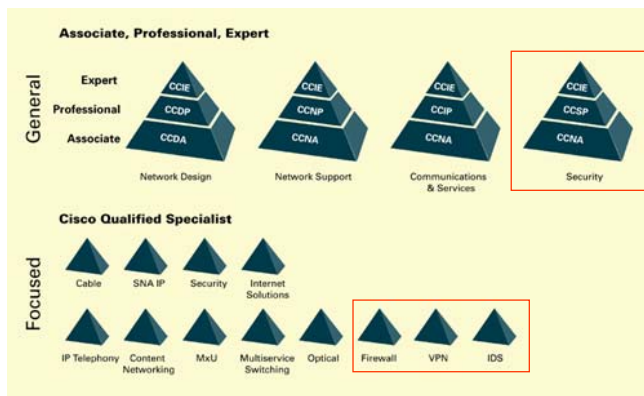 Associate, Professional, Expert
General
Expert
Professional
Associate
CCIE
CCDP
CCDA
Network Design
CCIE
CCNP
CCNA
Network Support
CCIE
CCIP
CCNA
Communications
& Services
CCIE
CCSP
CCNA
Security
Cisco Qualified Specialist
Focused
Cable
SNA IP
Security
Internet
Solutions
IP Telephony
Content
Networking
MxU
Multiservice
Switching
Optical
Firewall
VPN
IDS